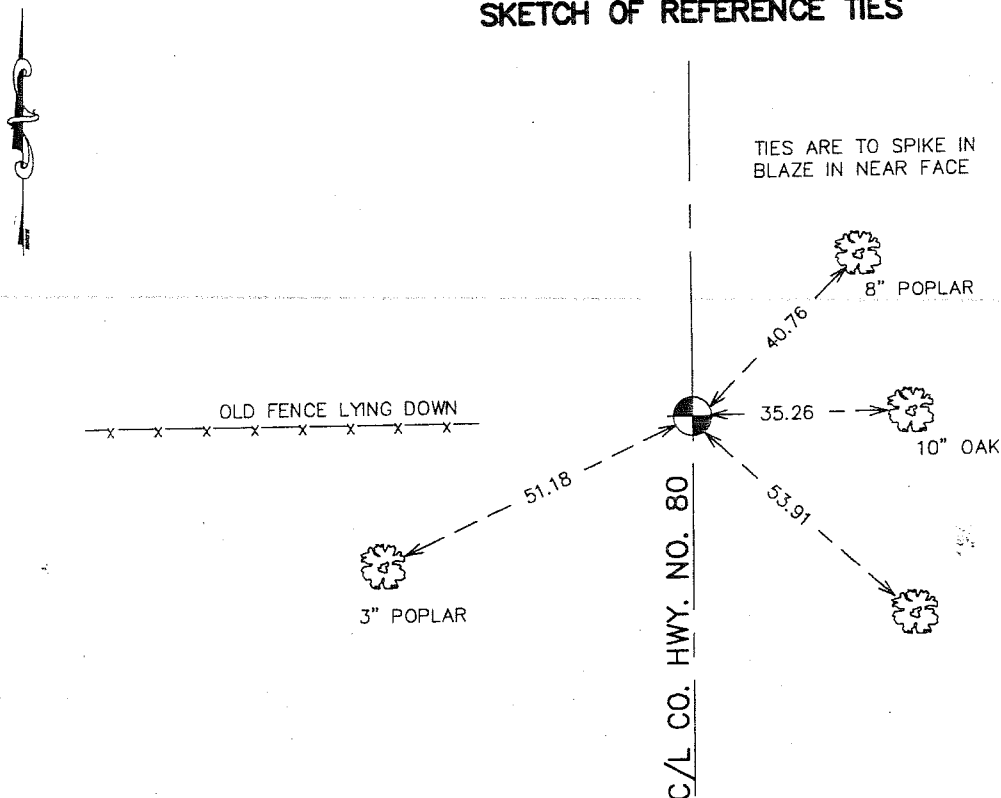 SKETCH OF REFERENCE TIES
TIES ARE TO SPIKE IN
BLAZE IN NEAR FACE
8" POPLAR
40.76
OLD FENCE LYING DOWN
35.26
10" OAK
51.18
53.91
3" POPLAR
C/L CO. HWY. NO. 80